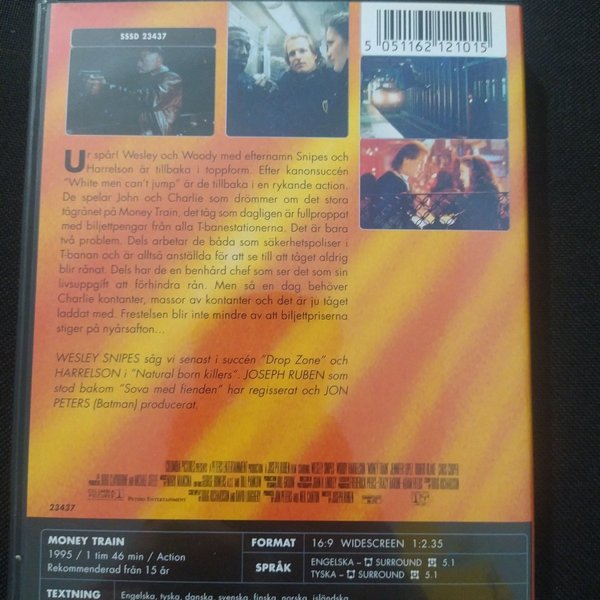 SSSD 23437
5 051162 121015
Ur spår! Wesley och Woody med efternamn Snipes och
Harrelson är tillbaka i toppform. Efter kanonsuccén
"White men can't jump" är de tillbaka i en rykande action.
De spelar John och Charlie som drömmer om det stora
tågrånet på Money Train, det tåg som dagligen är fullproppat
med biljettpengar från alla T-banestationerna. Det är bara
två problem. Dels arbetar de båda som säkerhetspoliser i
T-banan och är alltså anställda för att se till att tåget aldrig
blir rånat. Dels har de en benhård chef som ser det som sin
livsuppgift att förhindra rån. Men så en dag behöver
Charlie kontanter, massor av kontanter och det är ju tåget
laddat med. Frestelsen blir inte mindre av att biljettpriserna
stiger på nyårsafton...
WESLEY SNIPES såg vi senast i succén "Drop Zone" och
HARRELSON i "Natural born killers". JOSEPH RUBEN som
stod bakom "Sova med fienden" har regisserat och JON
PETERS (Batman) producerat.
PETERS ENTERTAINMENT
23437
MONEY TRAIN
1995 / 1 tim 46 min / Action
Rekommenderad från 15 år
FORMAT 16:9 WIDESCREEN 1:2.35
SPRÅK ENGELSKA - SURROUND 5.1
TYSKA - SURROUND 5.1
TEXTNING Engelska, tyska, danska, svenska, finska, norska, isländska